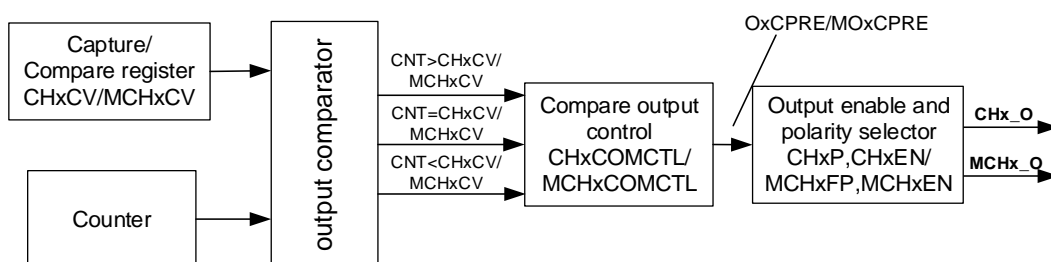 Capture/
Compare register
CHxCV/MCHxCV
Counter
output comparator
CNT>CHxCV/
MCHxCV
CNT=CHxCV/
MCHxCV
CNT<CHxCV/
MCHxCV
Compare output
control
CHxCOMCTL/
MCHxCOMCTL
OxCPRE/MOxCPRE
Output enable and
polarity selector
CHxP,CHxEN/
MCHxFP,MCHxEN
CHx_O
MCHx_O